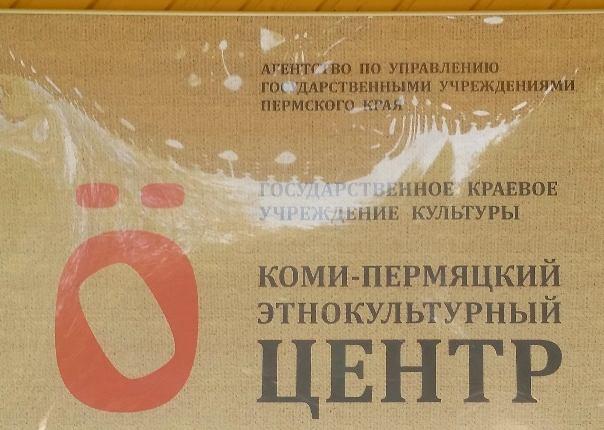 АГЕНТСТВО ПО УПРАВЛЕНИЮ
ГОСУДАРСТВЕННЫМИ УЧРЕЖДЕНИЯМИ
ПЕРМСКОГО КРАЯ
ГОСУДАРСТВЕННОЕ КРАЕВОЕ
УЧРЕЖДЕНИЕ КУЛЬТУРЫ
Ӧ
КОМИ-ПЕРМЯЦКИЙ
ЭТНОКУЛЬТУРНЫЙ
ЦЕНТР